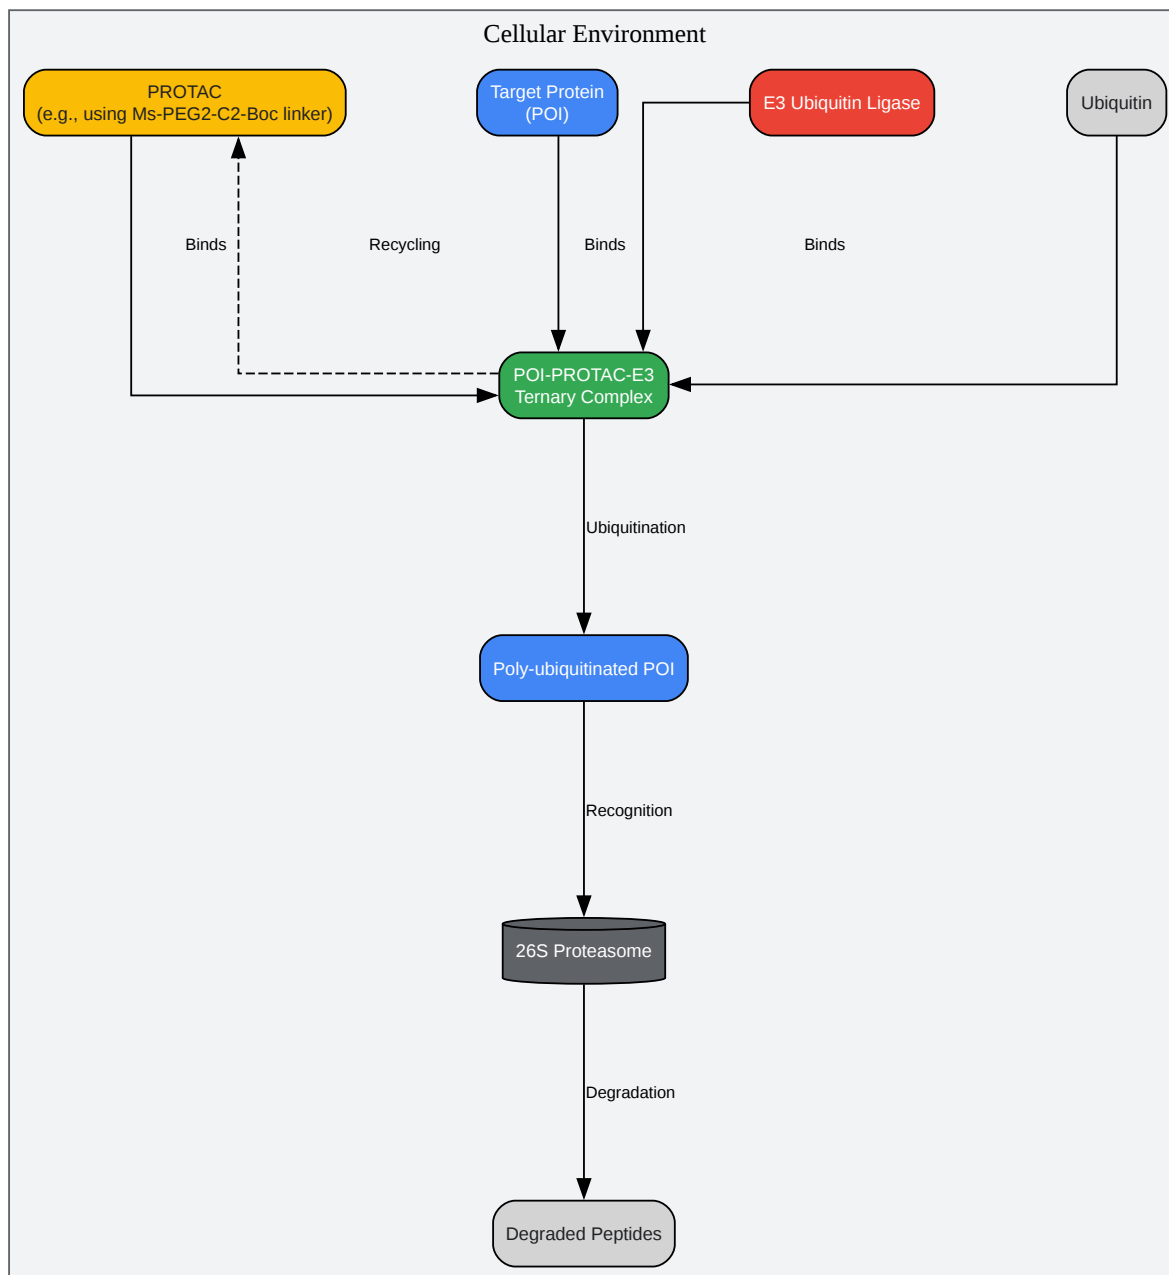 Cellular Environment
PROTAC
(e.g., using Ms-PEG2-C2-Boc linker)
Target Protein
(POI)
E3 Ubiquitin Ligase
Ubiquitin
Binds
Recycling
Binds
Binds
POI-PROTAC-E3
Ternary Complex
Ubiquitination
Poly-ubiquitinated POI
Recognition
26S Proteasome
Degradation
Degraded Peptides